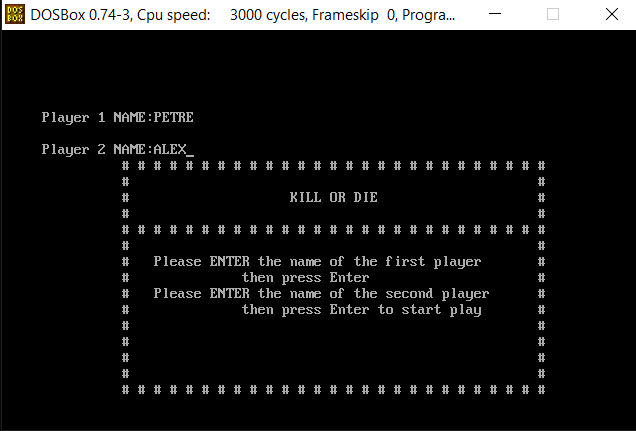 DOS
BOX
DOSBox 0.74-3, Cpu speed: 3000 cycles, Frameskip 0, Progra...
Player 1 NAME:PETRE
Player 2 NAME:ALEX_
# # # # # # # # # # # # # # # # # # # # # # # # # # #
# #
# KILL OR DIE #
# #
# # # # # # # # # # # # # # # # # # # # # # # # # # #
# #
# Please ENTER the name of the first player #
# then press Enter #
# Please ENTER the name of the second player #
# then press Enter to start play #
# #
# #
# #
# #
# # # # # # # # # # # # # # # # # # # # # # # # # # #